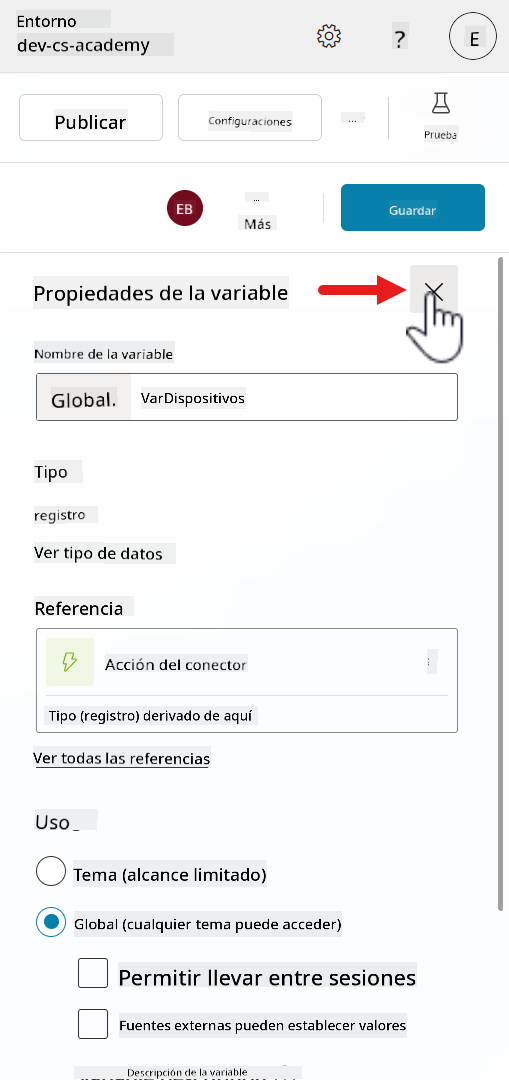 Entorno
dev-cs-academy
?
E
Publicar
Configuraciones
...
Prueba
EB
...
Más
Guardar
Propiedades de la variable
Nombre de la variable
Global.
VarDispositivos
Tipo
registro
Ver tipo de datos
Referencia
Acción del conector
Tipo (registro) derivado de aquí
Ver todas las referencias
Uso
Tema (alcance limitado)
Global (cualquier tema puede acceder)
Permitir llevar entre sesiones
Fuentes externas pueden establecer valores
Descripción de la variable